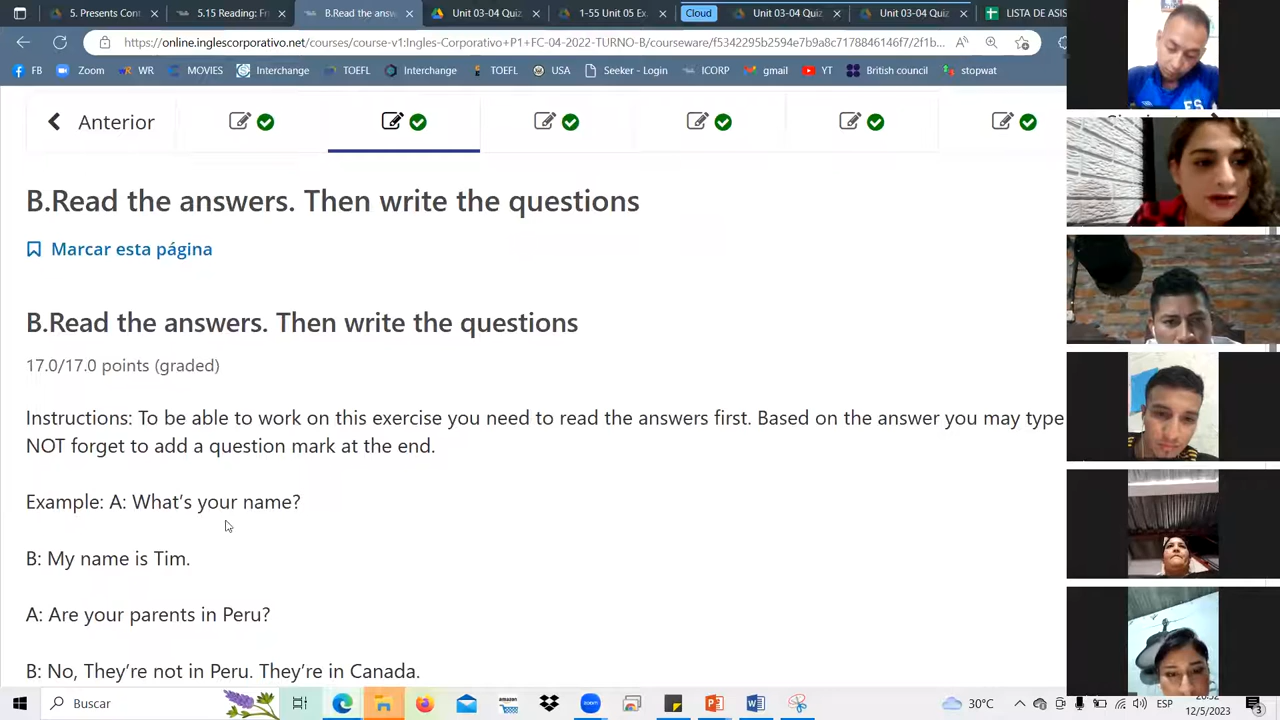 5. Presents Cont
5.15 Reading: Fr
B.Read the answ
Unit 03-04 Quiz
1-55 Unit 05 Ex
Cloud
Unit 03-04 Quiz
Unit 03-04 Quiz
LISTA DE ASIS
https://online.inglescorporativo.net/courses/course-v1:Ingles-Corporativo+P1+FC-04-2022-TURNO-B/courseware/f5342295b2594e7b9a8c7178846146f7/2f1b...
FB
Zoom
WR
MOVIES
Interchange
TOEFL
Interchange
TOEFL
USA
Seeker - Login
ICORP
gmail
YT
British council
stopwat
Anterior
B.Read the answers. Then write the questions
Marcar esta página
B.Read the answers. Then write the questions
17.0/17.0 points (graded)
Instructions: To be able to work on this exercise you need to read the answers first. Based on the answer you may type
NOT forget to add a question mark at the end.
Example: A: What’s your name?
B: My name is Tim.
A: Are your parents in Peru?
B: No, They’re not in Peru. They’re in Canada.
Buscar
30°C
ESP
12/5/2023